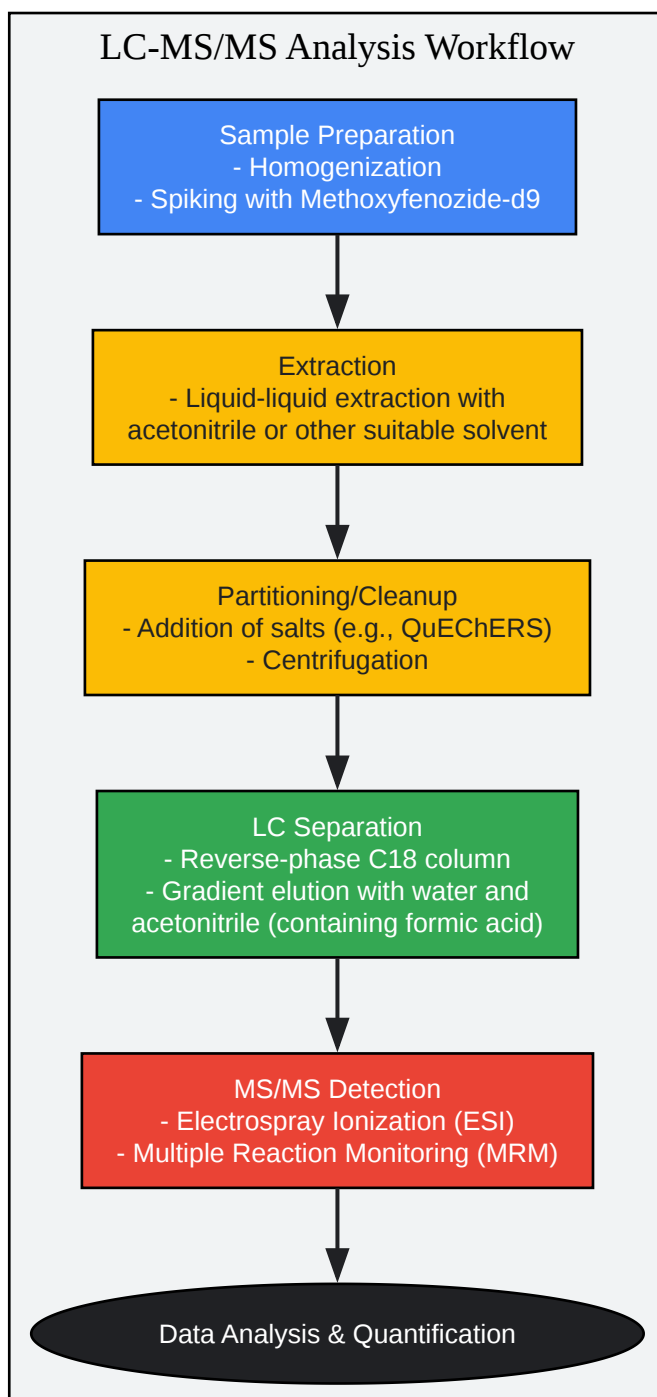 LC-MS/MS Analysis Workflow
Sample Preparation
- Homogenization
- Spiking with Methoxyfenozide-d9
Extraction
- Liquid-liquid extraction with
acetonitrile or other suitable solvent
Partitioning/Cleanup
- Addition of salts (e.g., QuEChERS)
- Centrifugation
LC Separation
- Reverse-phase C18 column
- Gradient elution with water and
acetonitrile (containing formic acid)
MS/MS Detection
- Electrospray Ionization (ESI)
- Multiple Reaction Monitoring (MRM)
Data Analysis & Quantification